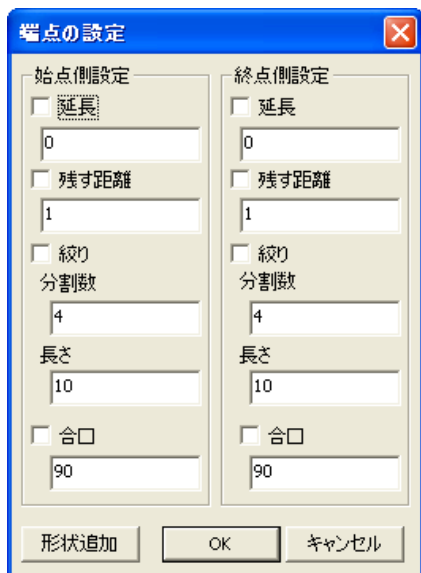 端点の設定
始点側設定
延長
0
残す距離
1
絞り
分割数
4
長さ
10
合口
90
終点側設定
延長
0
残す距離
1
絞り
分割数
4
長さ
10
合口
90
形状追加
OK
キャンセル